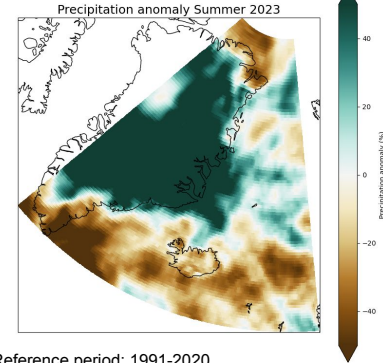 Precipitation anomaly Summer 2023
40
20
0
−20
−40
Precipitation anomaly (%)
Reference period: 1991-2020